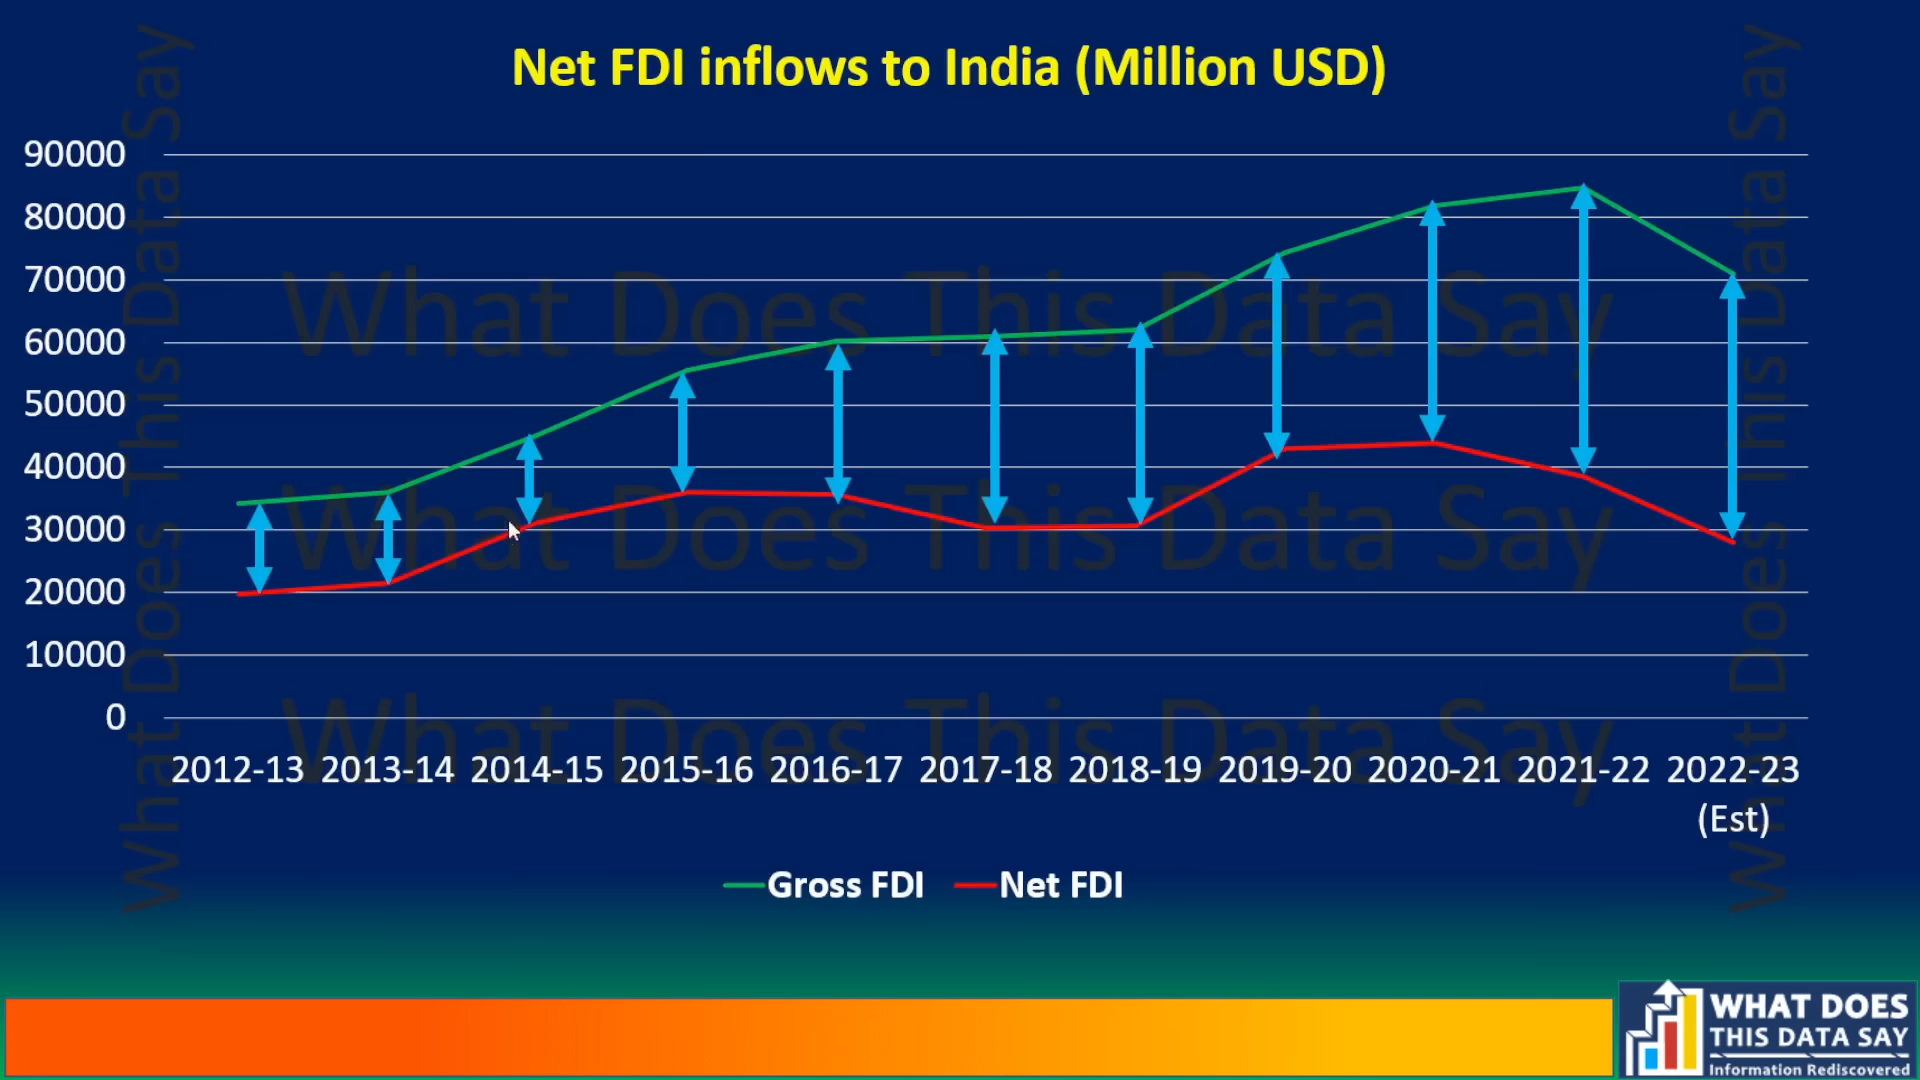 Net FDI inflows to India (Million USD)
90000
80000
70000
60000
50000
40000
30000
20000
10000
0
What Does This Data Say
What Does This Data Say
What Does This Data Say
What Does This Data Say
What Does This Data Say
2012-13 2013-14 2014-15 2015-16 2016-17 2017-18 2018-19 2019-20 2020-21 2021-22 2022-23
(Est)
Gross FDI Net FDI
WHAT DOES
THIS DATA SAY
Information Rediscovered